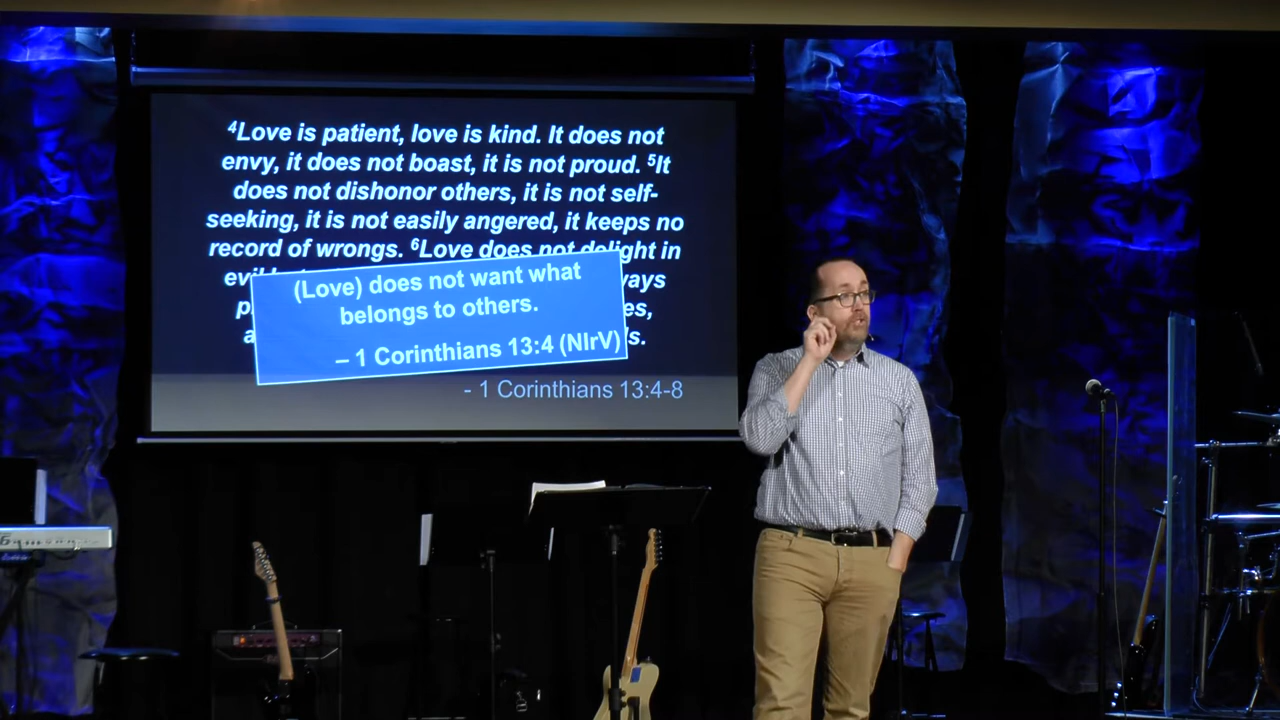 ⁴Love is patient, love is kind. It does not
envy, it does not boast, it is not proud. ⁵It
does not dishonor others, it is not self-
seeking, it is not easily angered, it keeps no
record of wrongs. ⁶Love does not delight in
(Love) does not want what
belongs to others.
– 1 Corinthians 13:4 (NIrV)
- 1 Corinthians 13:4-8